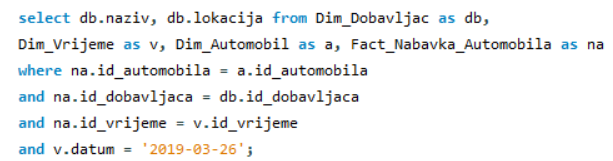 select db.naziv, db.lokacija from Dim_Dobavljac as db,
Dim_Vrijeme as v, Dim_Automobil as a, Fact_Nabavka_Automobila as na
where na.id_automobila = a.id_automobila
and na.id_dobavljaca = db.id_dobavljaca
and na.id_vrijeme = v.id_vrijeme
and v.datum = '2019-03-26';